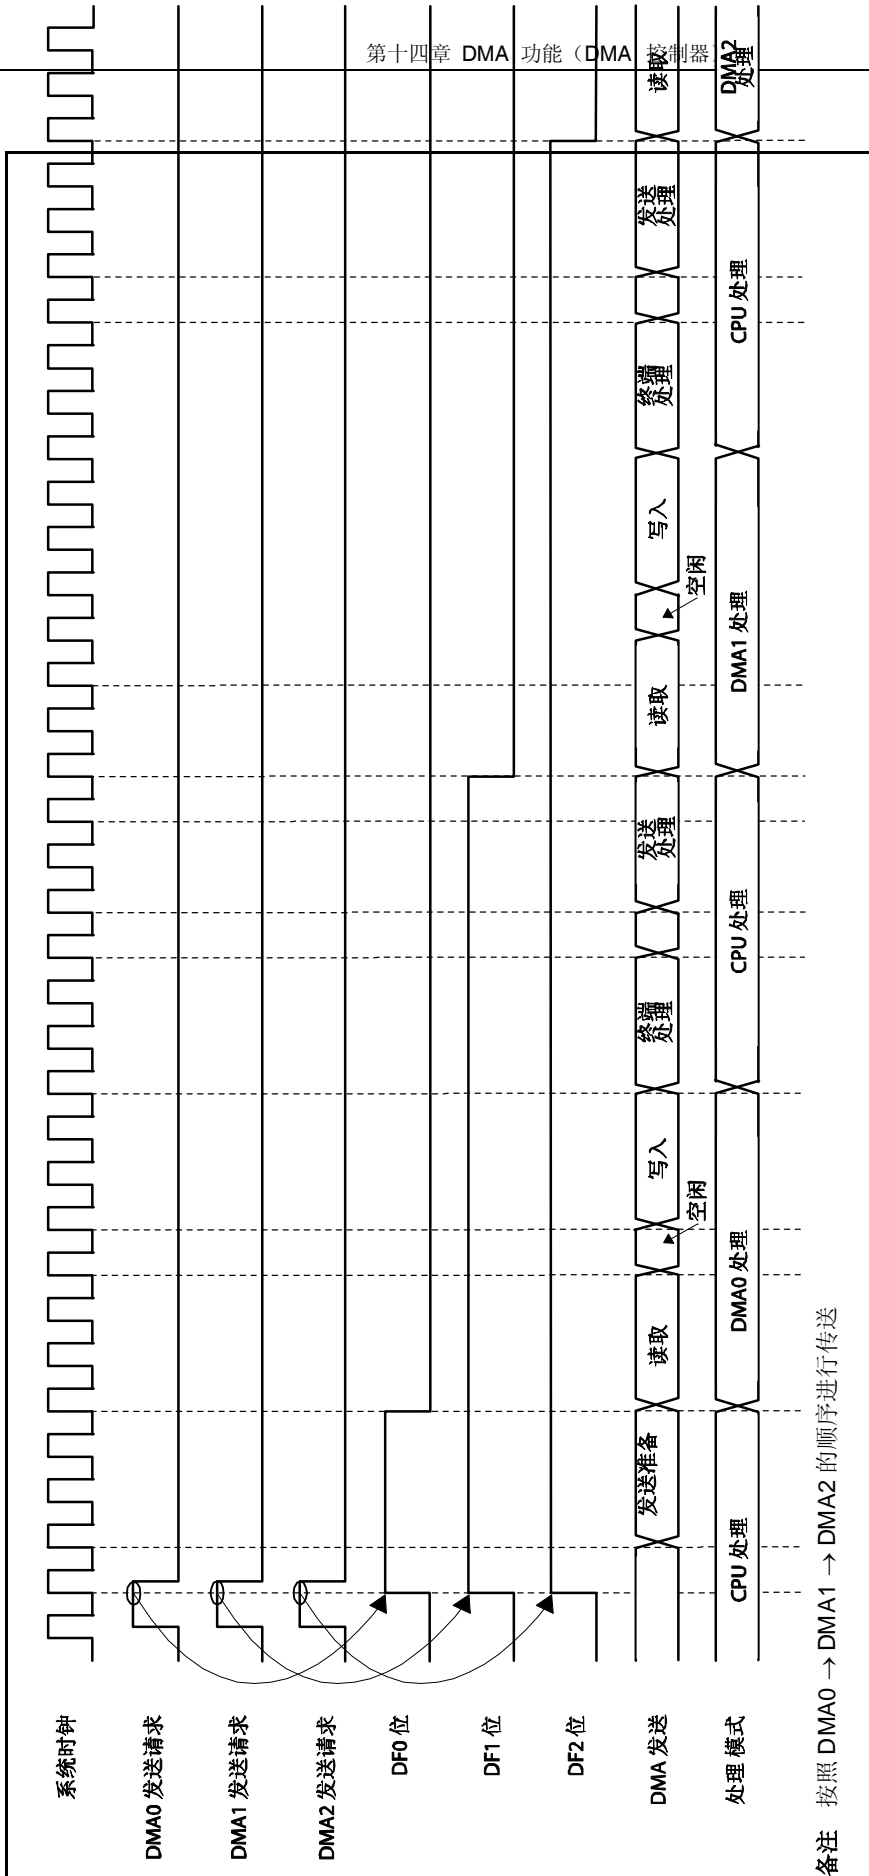 第十四章 DMA 功能（DMA 控制器）
系统时钟
DMA0 发送请求
DMA1 发送请求
DMA2 发送请求
DF0 位
DF1 位
DF2 位
DMA 发送
发送准备
读取
空闲
写入
终端
处理
发送
处理
读取
空闲
写入
终端
处理
发送
处理
读取
处理模式
CPU 处理
DMA0 处理
CPU 处理
DMA1 处理
CPU 处理
DMA2
处理
备注 按照 DMA0 → DMA1 → DMA2 的顺序进行传送